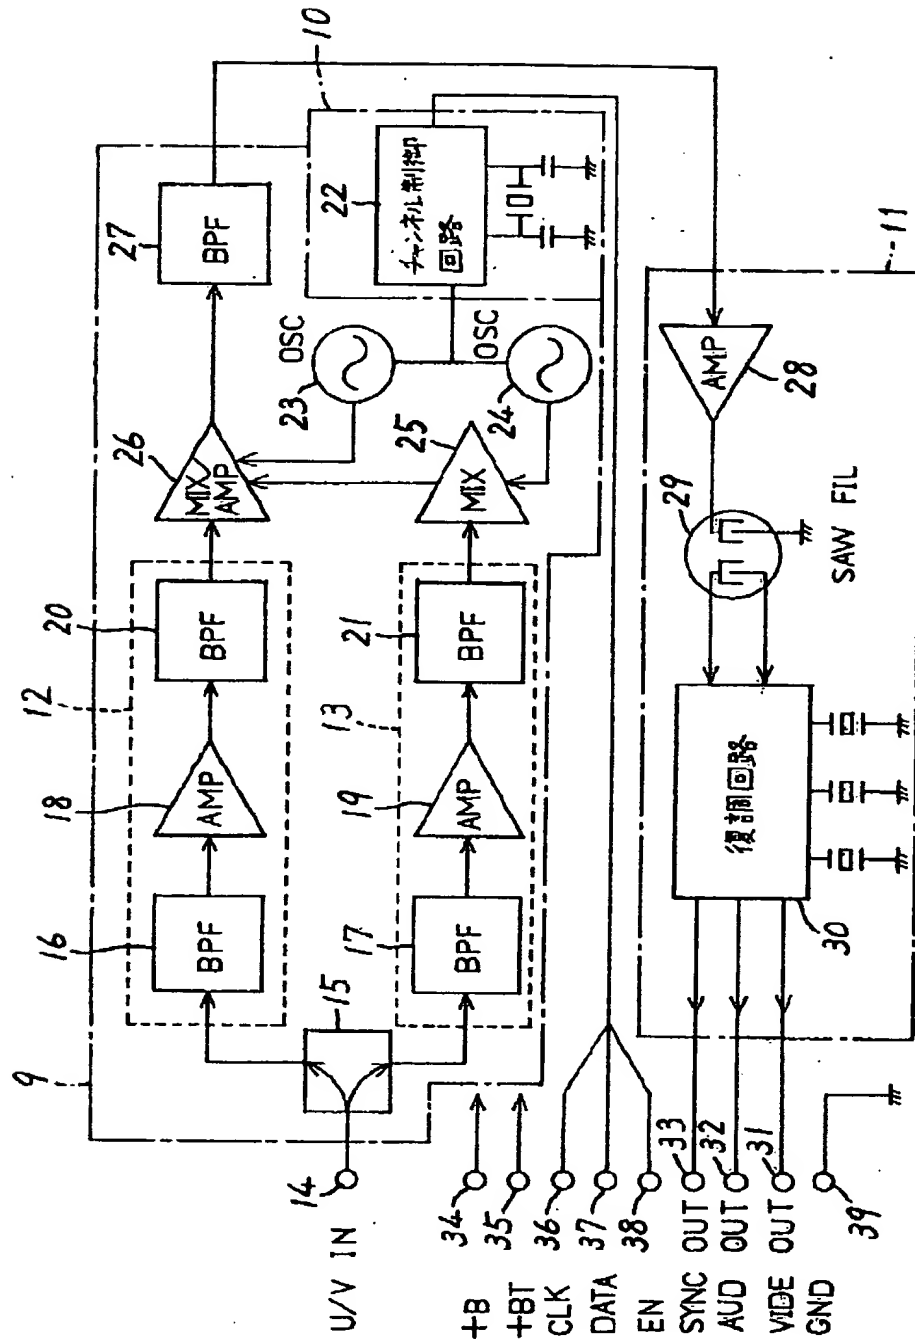 10
27
BPF
22
チャンネル制御
回路
OSC
23
OSC
24
26
MIX/
AMP
25
MIX
11
AMP
28
29
SAW FIL
12
20
BPF
13
21
BPF
18
AMP
19
AMP
復調回路
30
16
BPF
17
BPF
15
9
14
U/V IN
34
+B
35
+BT
36
CLK
37
DATA
38
EN
33
SYNC OUT
32
AUD OUT
31
VIDE OUT
39
GND